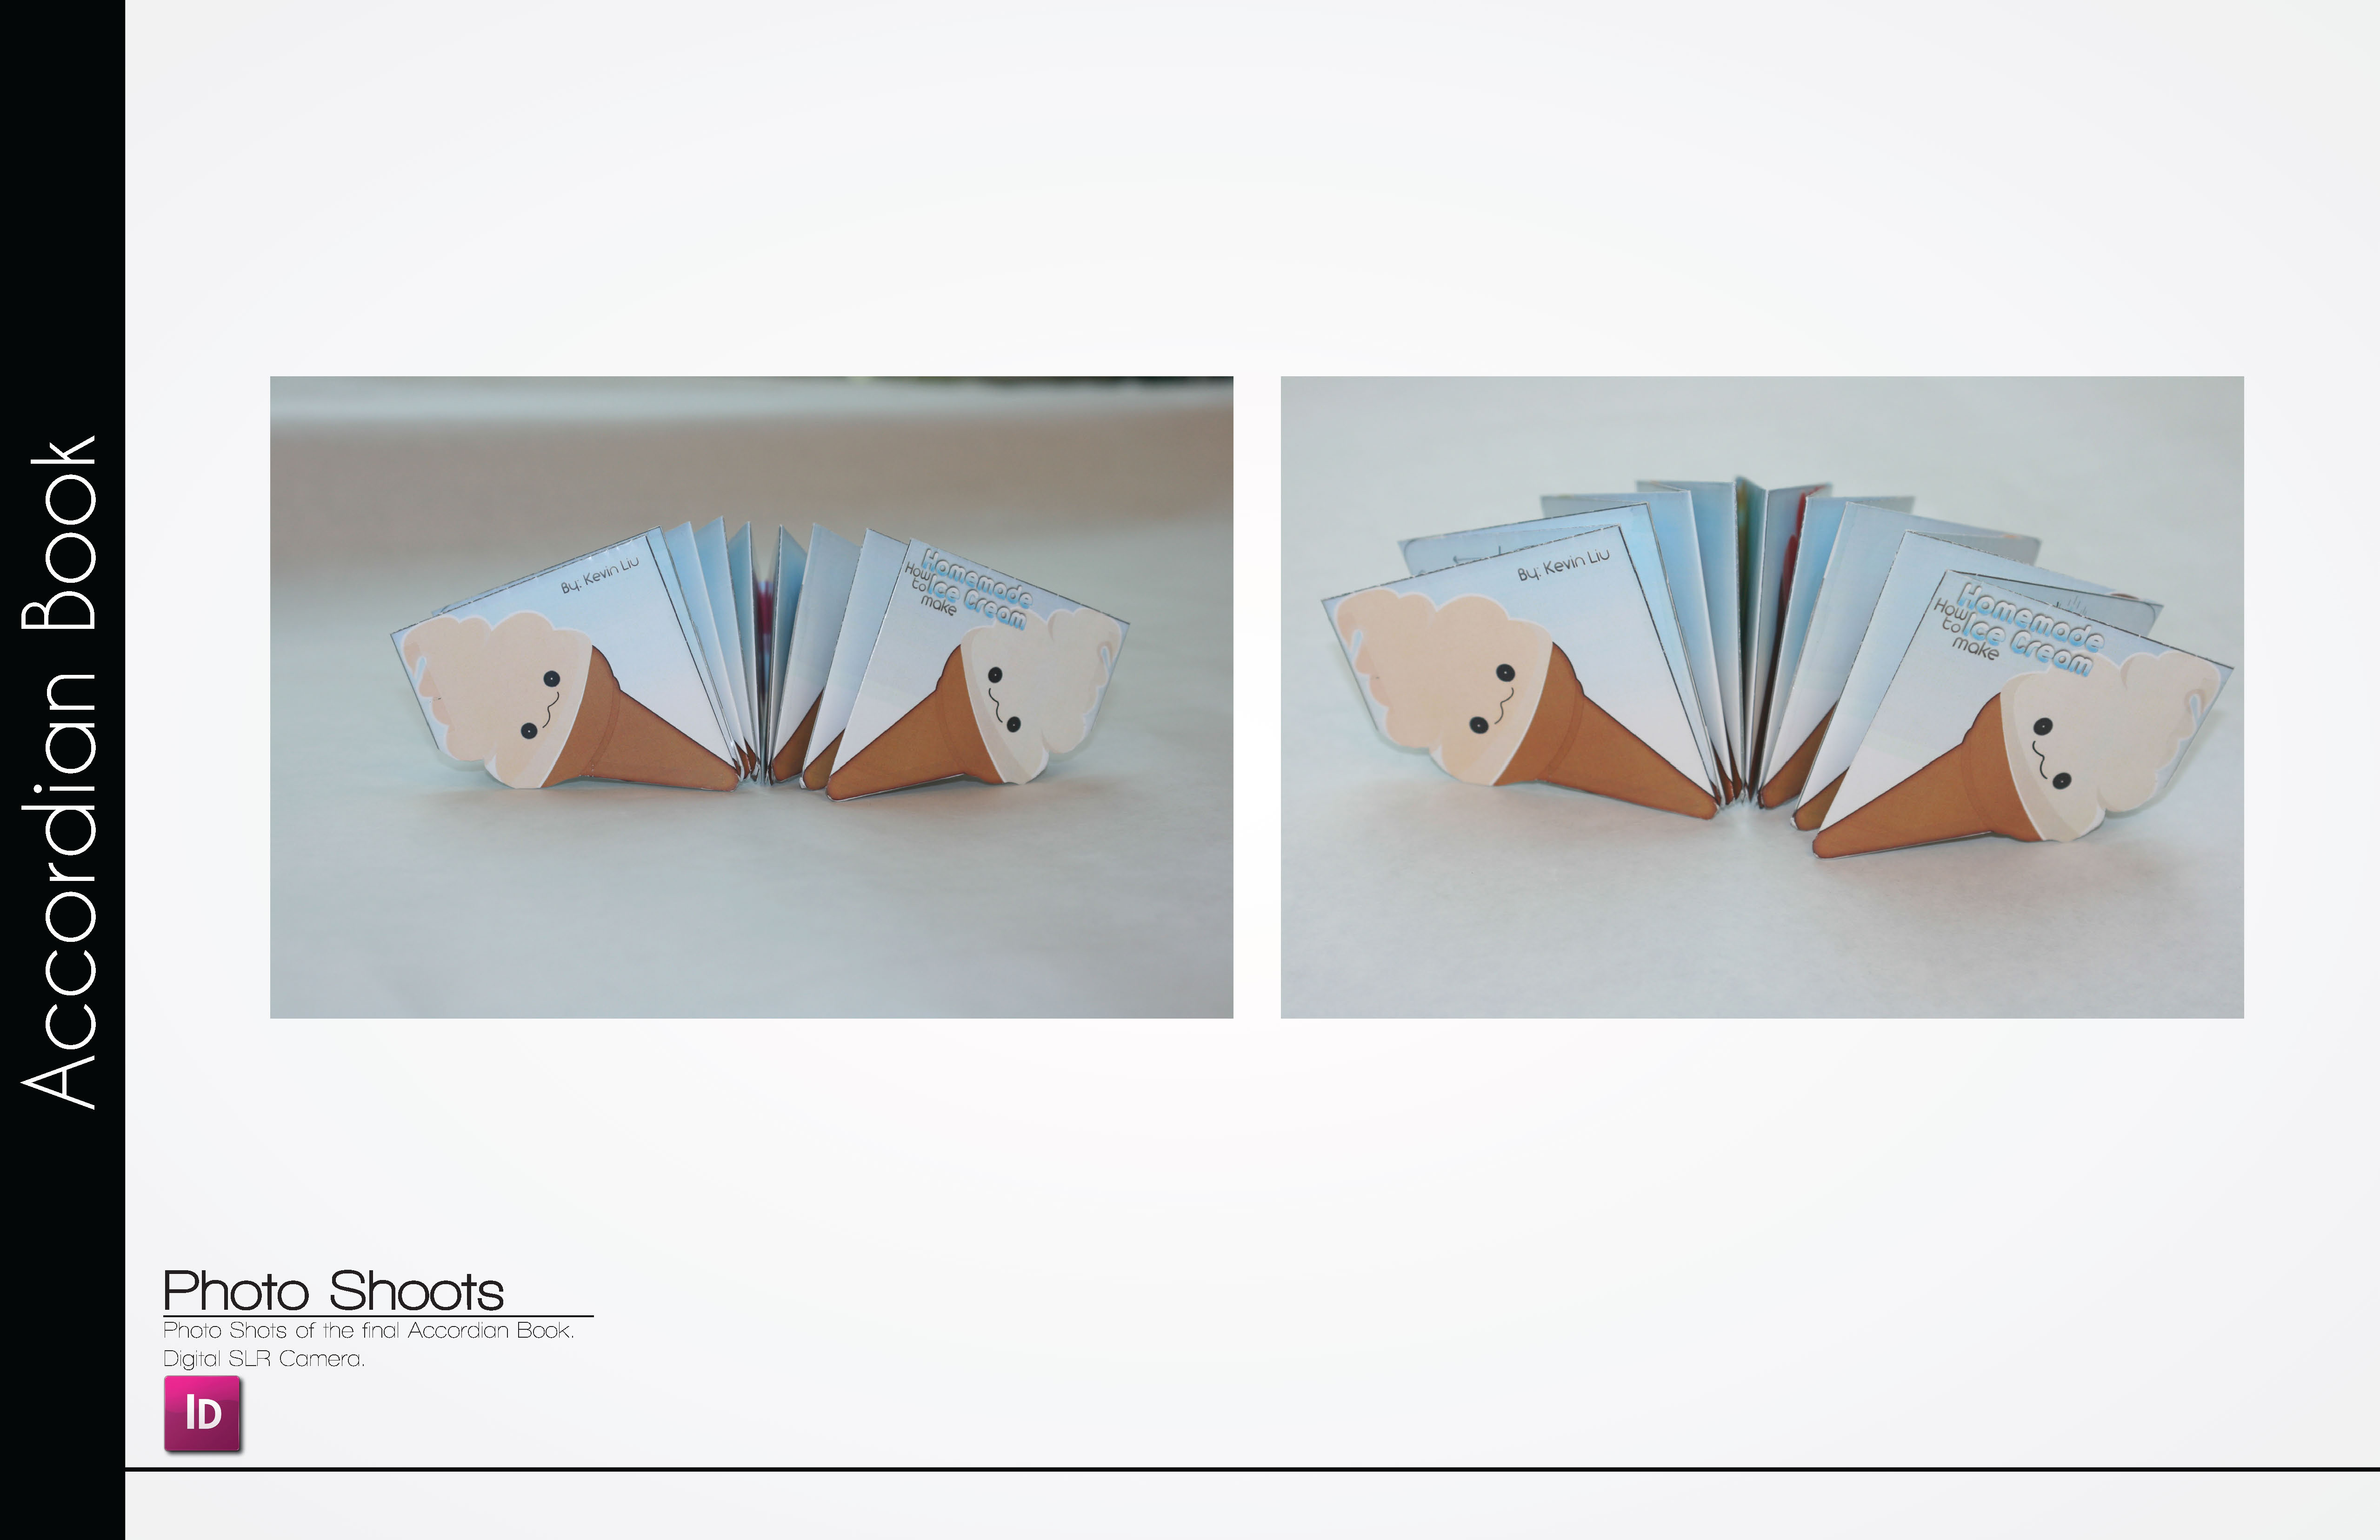 Accordian Book
By: Kevin Liu
Homemade
How Ice Cream
to
make
By: Kevin Liu
Homemade
How Ice Cream
to
make
Photo Shoots
Photo Shots of the final Accordian Book.
Digital SLR Camera.
ID